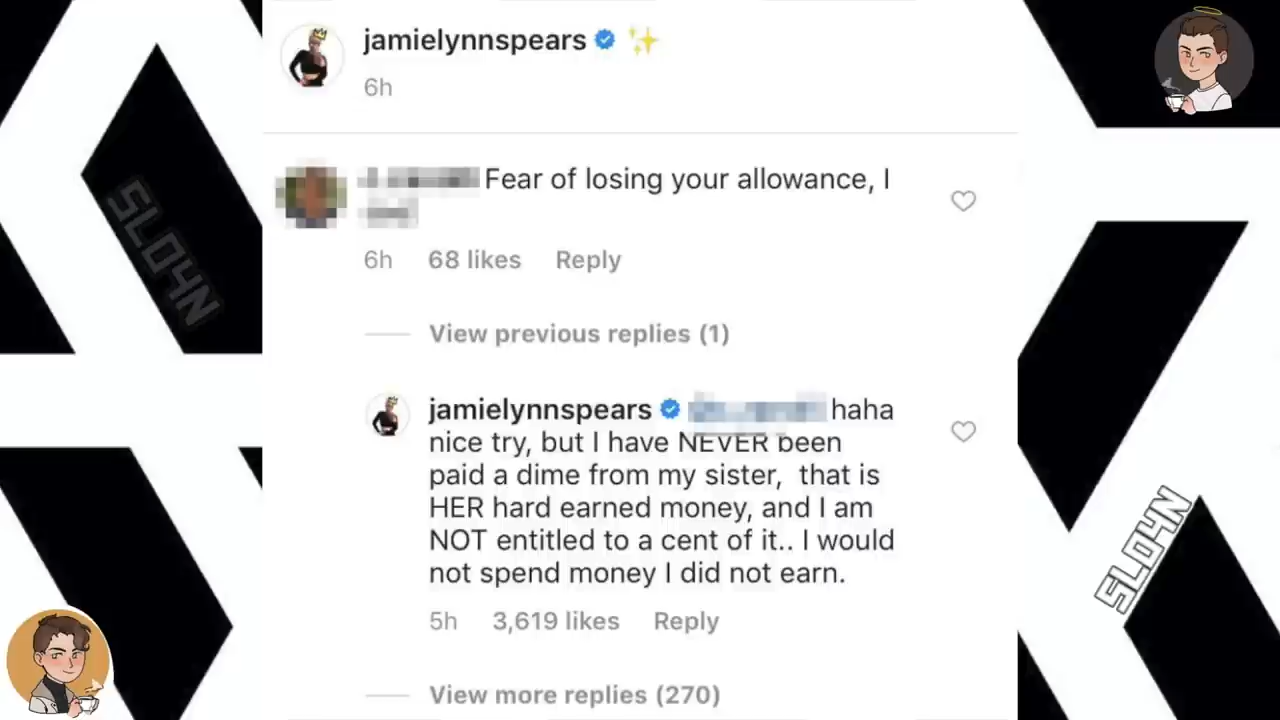 jamielynnspears ✨
6h
Fear of losing your allowance, I
6h 68 likes Reply
View previous replies (1)
jamielynnspears haha
nice try, but I have NEVER been
paid a dime from my sister, that is
HER hard earned money, and I am
NOT entitled to a cent of it.. I would
not spend money I did not earn.
5h 3,619 likes Reply
View more replies (270)
SLO4N
SLO4N